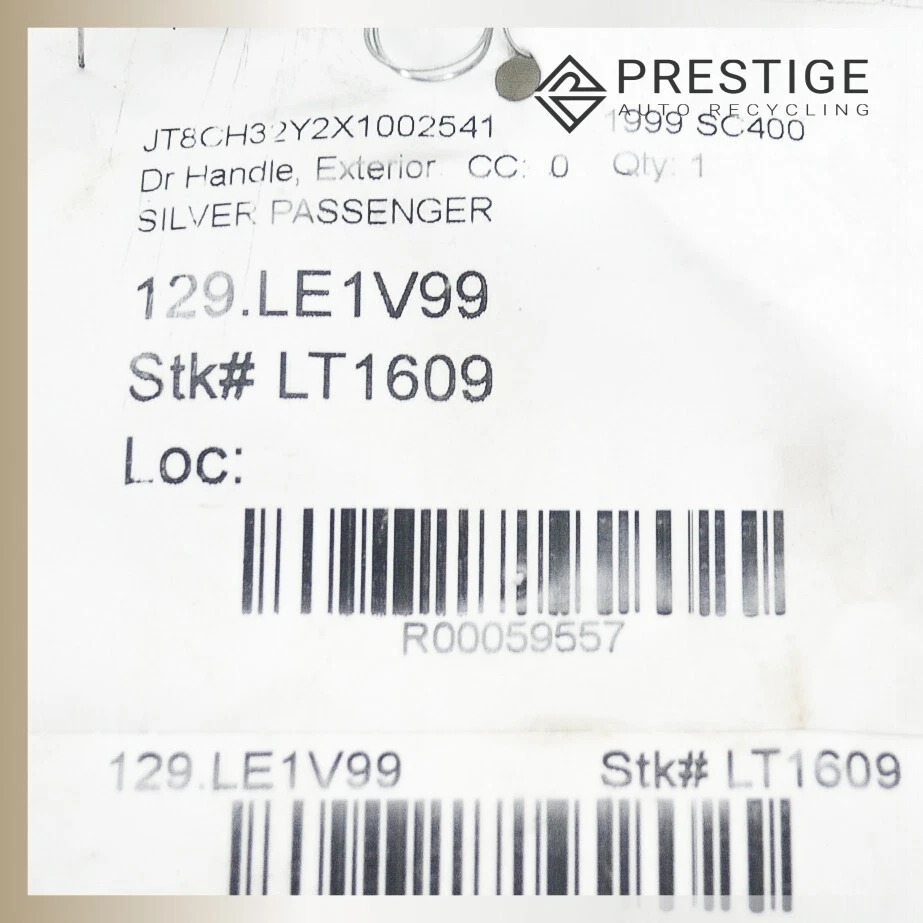 PRESTIGE
AUTO RECYCLING
JT8CH32Y2X1002541 1999 SC400
Dr Handle, Exterior CC: 0 Qty: 1
SILVER PASSENGER
129.LE1V99
Stk# LT1609
Loc:
R00059557
129.LE1V99 Stk# LT1609